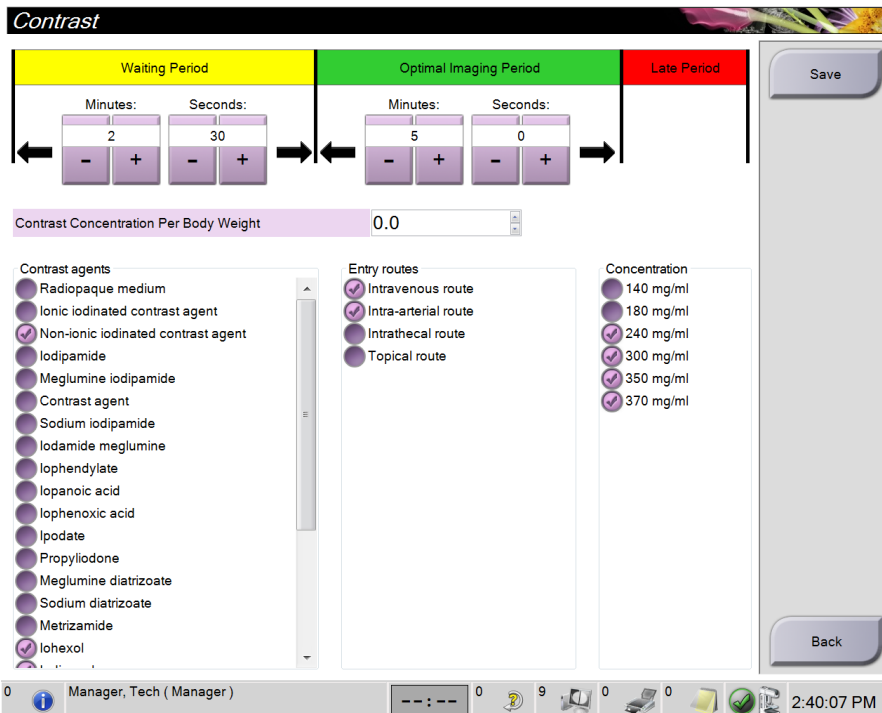 Contrast
Waiting Period
Optimal Imaging Period
Late Period
Save
Minutes:
Seconds:
Minutes:
Seconds:
2
30
5
0
- + - +
- + - +
Contrast Concentration Per Body Weight
0.0
Contrast agents
Radiopaque medium
Ionic iodinated contrast agent
Non-ionic iodinated contrast agent
Iodipamide
Meglumine iodipamide
Contrast agent
Sodium iodipamide
Iodamide meglumine
Iophendylate
Iopanoic acid
Iophenoxic acid
Ipodate
Propyliodone
Meglumine diatrizoate
Sodium diatrizoate
Metrizamide
Iohexol
Entry routes
Intravenous route
Intra-arterial route
Intrathecal route
Topical route
Concentration
140 mg/ml
180 mg/ml
240 mg/ml
300 mg/ml
350 mg/ml
370 mg/ml
Back
0
Manager, Tech ( Manager )
--:--
0
9
0
0
2:40:07 PM